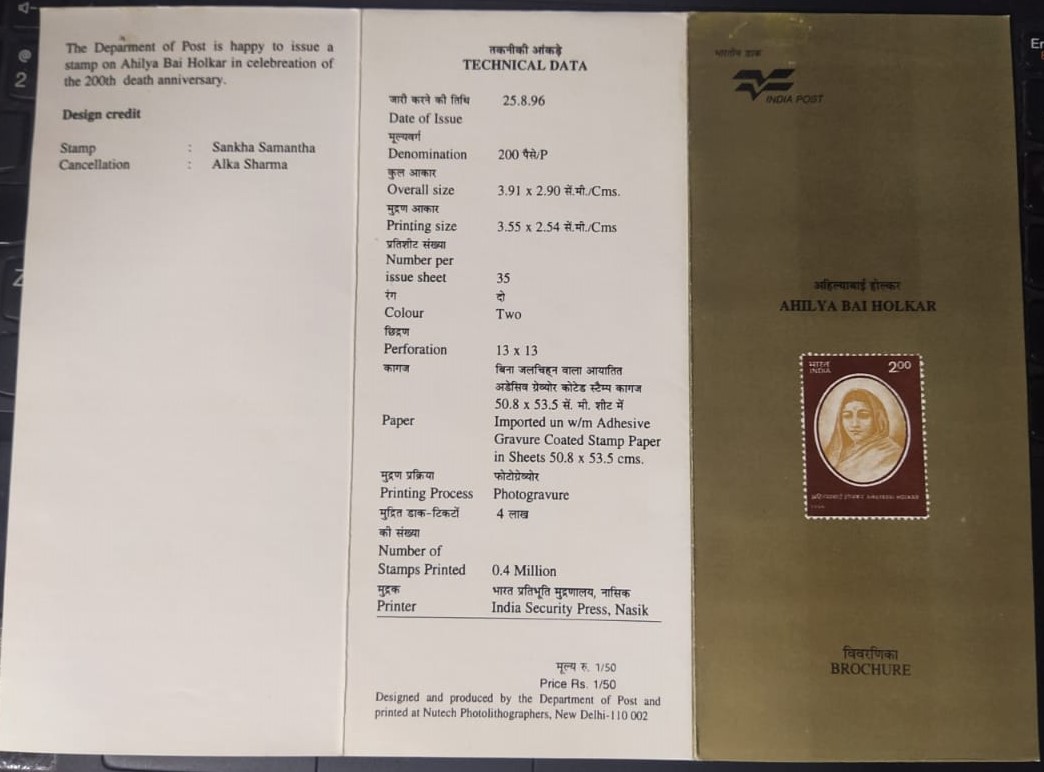 The Deparment of Post is happy to issue a
stamp on Ahilya Bai Holkar in celebreation of
the 200th death anniversary.
Design credit
Stamp : Sankha Samantha
Cancellation : Alka Sharma
तकनीकी आंकड़े
TECHNICAL DATA
जारी करने की तिथि 25.8.96
Date of Issue
मूल्यवर्ग
Denomination 200 पैसे/P
कुल आकार
Overall size 3.91 x 2.90 सें.मी./Cms.
मुद्रण आकार
Printing size 3.55 x 2.54 सें.मी./Cms
प्रतिशीट संख्या
Number per
issue sheet 35
रंग दो
Colour Two
छिद्रण
Perforation 13 x 13
कागज बिना जलचिह्न वाला आयातित
अडेसिव ग्रेव्योर कोटेड स्टैम्प कागज
50.8 x 53.5 सें. मी. शीट में
Paper Imported un w/m Adhesive
Gravure Coated Stamp Paper
in Sheets 50.8 x 53.5 cms.
मुद्रण प्रक्रिया फोटोग्रेव्योर
Printing Process Photogravure
मुद्रित डाक-टिकटों 4 लाख
की संख्या
Number of
Stamps Printed 0.4 Million
मुद्रक भारत प्रतिभूति मुद्रणालय, नासिक
Printer India Security Press, Nasik
मूल्य रु. 1/50
Price Rs. 1/50
Designed and produced by the Department of Post and
printed at Nutech Photolithographers, New Delhi-110 002
भारतीय डाक
INDIA POST
अहिल्याबाई होल्कर
AHILYA BAI HOLKAR
भारत 200
INDIA
HOLKAR
विवरणिका
BROCHURE
@
2
Z